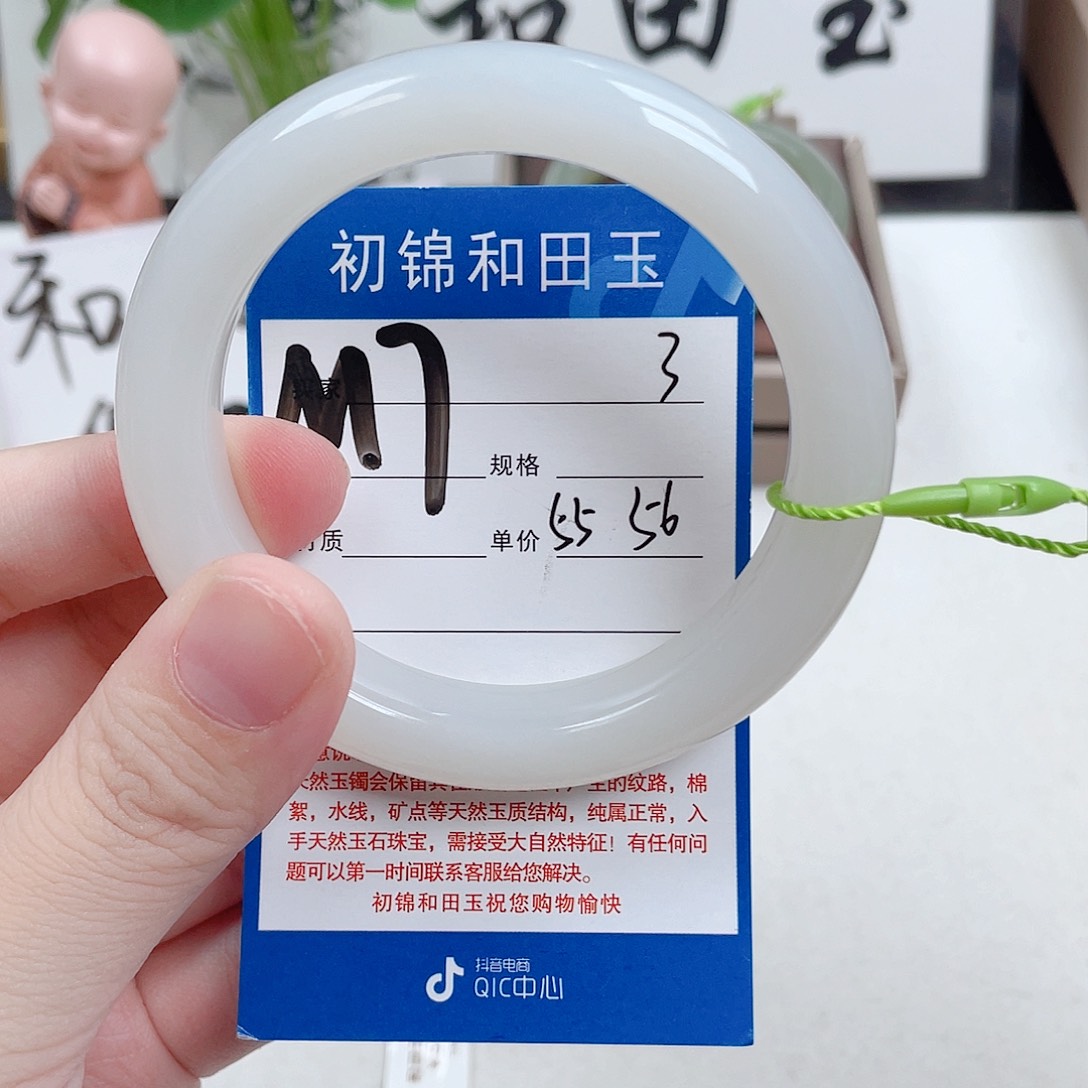 和田玉
和
初锦和田玉
M7
3
规格
质
单价 55 56
然玉镯会保留其
生的纹路，棉
絮，水线，矿点等天然玉质结构，纯属正常，入
手天然玉石珠宝，需接受大自然特征！有任何问
题可以第一时间联系客服给您解决。
初锦和田玉祝您购物愉快
抖音电商
QIC中心